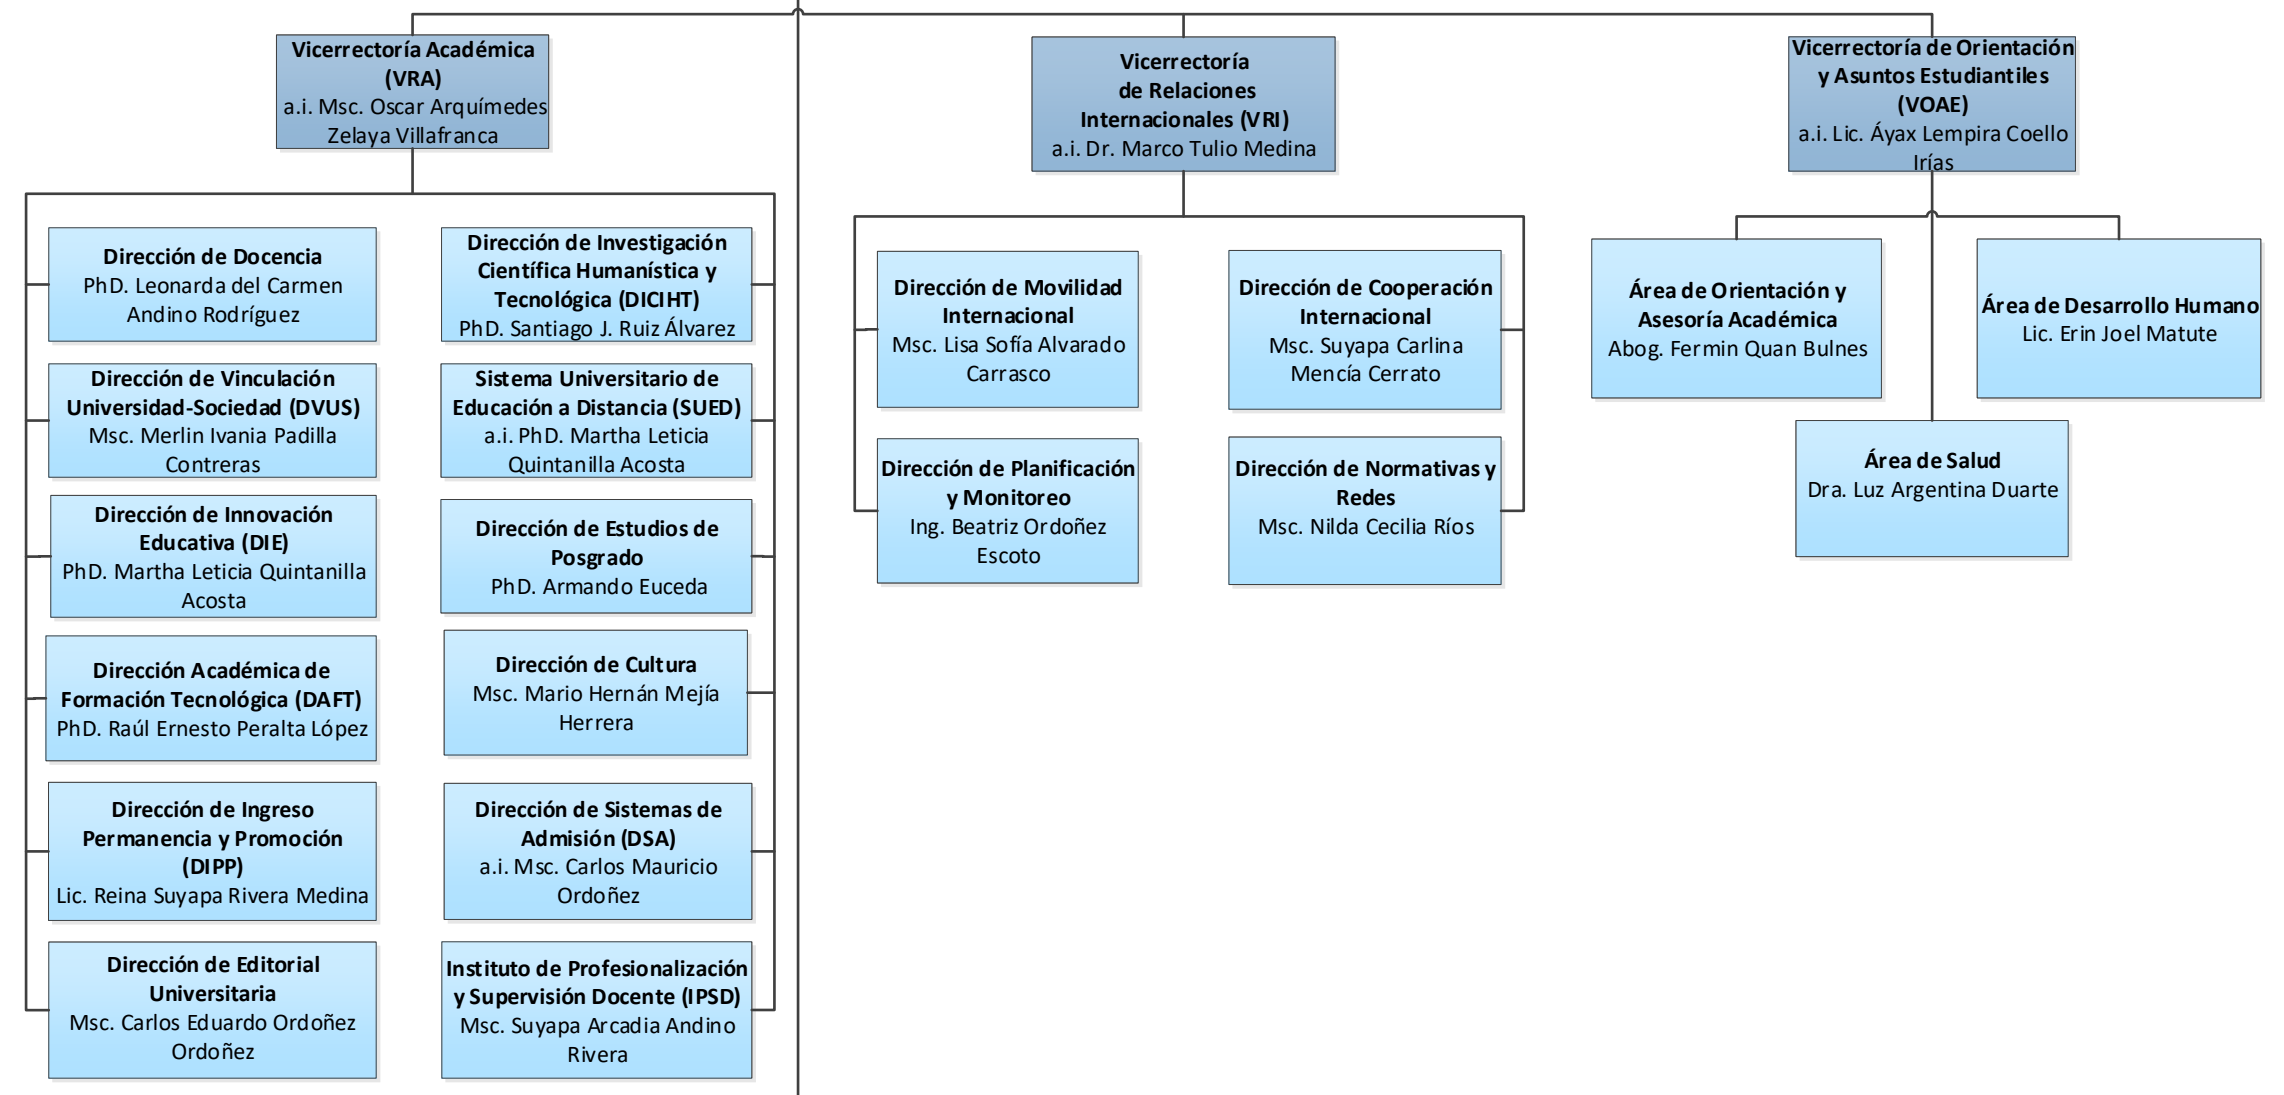 Vicerrectoría Académica
(VRA)
a.i. Msc. Oscar Arquímedes
Zelaya Villafranca
Dirección de Docencia
PhD. Leonarda del Carmen
Andino Rodríguez
Dirección de Investigación
Científica Humanística y
Tecnológica (DICIHT)
PhD. Santiago J. Ruiz Álvarez
Dirección de Vinculación
Universidad-Sociedad (DVUS)
Msc. Merlin Ivania Padilla
Contreras
Sistema Universitario de
Educación a Distancia (SUED)
a.i. PhD. Martha Leticia
Quintanilla Acosta
Dirección de Innovación
Educativa (DIE)
PhD. Martha Leticia Quintanilla
Acosta
Dirección de Estudios de
Posgrado
PhD. Armando Euceda
Dirección Académica de
Formación Tecnológica (DAFT)
PhD. Raúl Ernesto Peralta López
Dirección de Cultura
Msc. Mario Hernán Mejía
Herrera
Dirección de Ingreso
Permanencia y Promoción
(DIPP)
Lic. Reina Suyapa Rivera Medina
Dirección de Sistemas de
Admisión (DSA)
a.i. Msc. Carlos Mauricio
Ordoñez
Dirección de Editorial
Universitaria
Msc. Carlos Eduardo Ordoñez
Ordoñez
Instituto de Profesionalización
y Supervisión Docente (IPSD)
Msc. Suyapa Arcadia Andino
Rivera
Vicerrectoría
de Relaciones
Internacionales (VRI)
a.i. Dr. Marco Tulio Medina
Dirección de Movilidad
Internacional
Msc. Lisa Sofía Alvarado
Carrasco
Dirección de Cooperación
Internacional
Msc. Suyapa Carlina
Mencía Cerrato
Dirección de Planificación
y Monitoreo
Ing. Beatriz Ordoñez
Escoto
Dirección de Normativas y
Redes
Msc. Nilda Cecilia Ríos
Vicerrectoría de Orientación
y Asuntos Estudiantiles
(VOAE)
a.i. Lic. Áyax Lempira Coello
Irías
Área de Orientación y
Asesoría Académica
Abog. Fermin Quan Bulnes
Área de Desarrollo Humano
Lic. Erin Joel Matute
Área de Salud
Dra. Luz Argentina Duarte